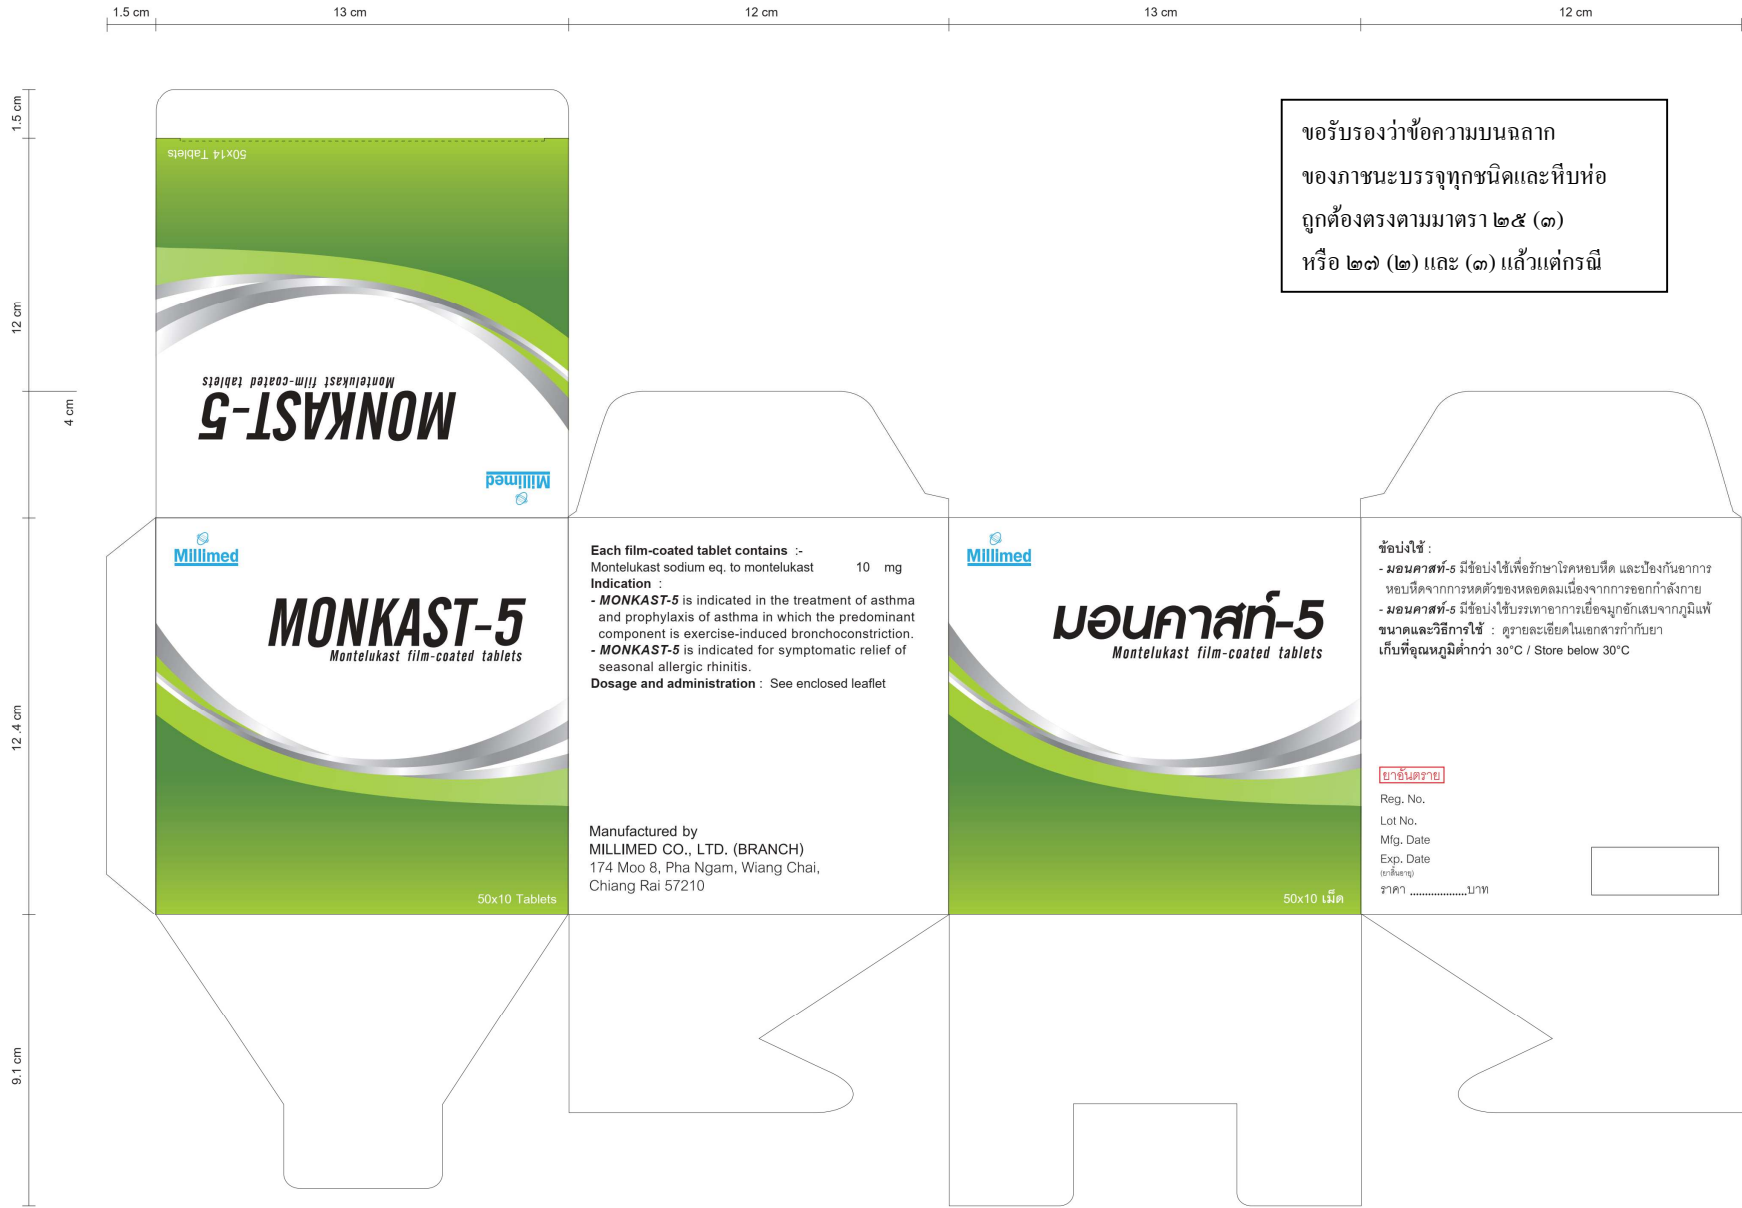 1.5 cm
13 cm
12 cm
13 cm
12 cm
1.5 cm
12 cm
4 cm
12.4 cm
9.1 cm
ขอรับรองว่าข้อความบนฉลาก
ของภาชนะบรรจุทุกชนิดและหีบห่อ
ถูกต้องตรงตามมาตรา ๒๕ (๓)
หรือ ๒๗ (๒) และ (๓) แล้วแต่กรณี
Millimed
MONKAST-5
Montelukast film-coated tablets
50x14 Tablets
Millimed
MONKAST-5
Montelukast film-coated tablets
50x10 Tablets
Each film-coated tablet contains :-
Montelukast sodium eq. to montelukast 10 mg
Indication :
- MONKAST-5 is indicated in the treatment of asthma
and prophylaxis of asthma in which the predominant
component is exercise-induced bronchoconstriction.
- MONKAST-5 is indicated for symptomatic relief of
seasonal allergic rhinitis.
Dosage and administration : See enclosed leaflet
Manufactured by
MILLIMED CO., LTD. (BRANCH)
174 Moo 8, Pha Ngam, Wiang Chai,
Chiang Rai 57210
Millimed
มอนคาสท์-5
Montelukast film-coated tablets
50x10 เม็ด
ข้อบ่งใช้ :
- มอนคาสท์-5 มีข้อบ่งใช้เพื่อรักษาโรคหอบหืด และป้องกันอาการ
หอบหืดจากการหดตัวของหลอดลมเนื่องจากการออกกำลังกาย
- มอนคาสท์-5 มีข้อบ่งใช้บรรเทาอาการเยื่อจมูกอักเสบจากภูมิแพ้
ขนาดและวิธีการใช้ : ดูรายละเอียดในเอกสารกำกับยา
เก็บที่อุณหภูมิต่ำกว่า 30°C / Store below 30°C
ยาอันตราย
Reg. No.
Lot No.
Mfg. Date
Exp. Date
(ยาสิ้นอายุ)
ราคา ...................บาท